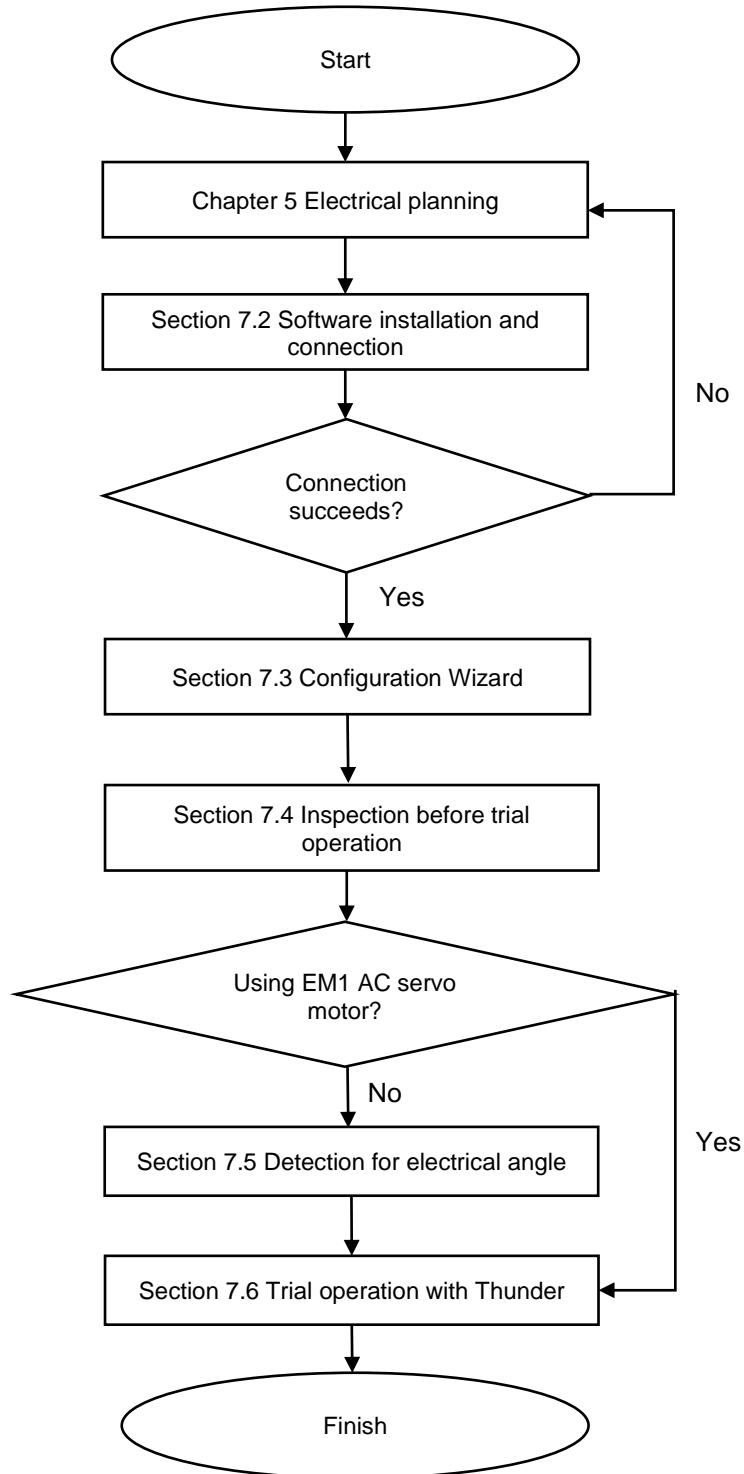 Start
Chapter 5 Electrical planning
Section 7.2 Software installation and
connection
No
Connection
succeeds?
Yes
Section 7.3 Configuration Wizard
Section 7.4 Inspection before trial
operation
Using EM1 AC servo
motor?
No
Yes
Section 7.5 Detection for electrical angle
Section 7.6 Trial operation with Thunder
Finish